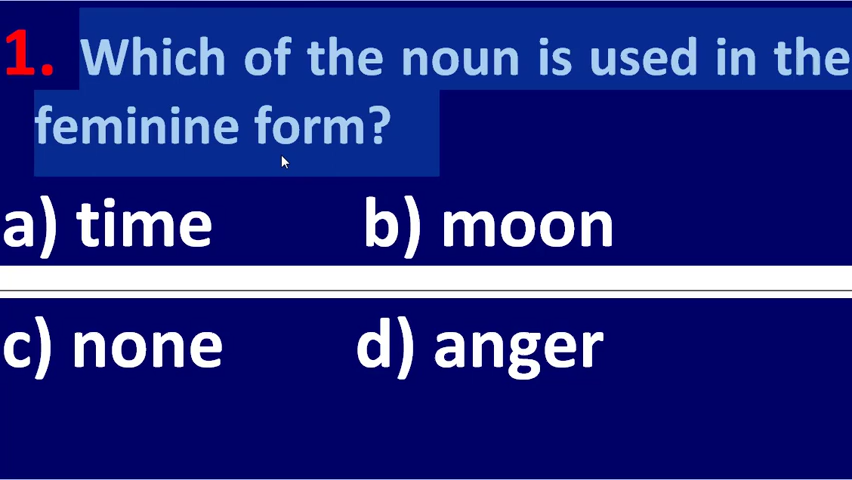 1. Which of the noun is used in the
feminine form?
a) time b) moon
c) none d) anger